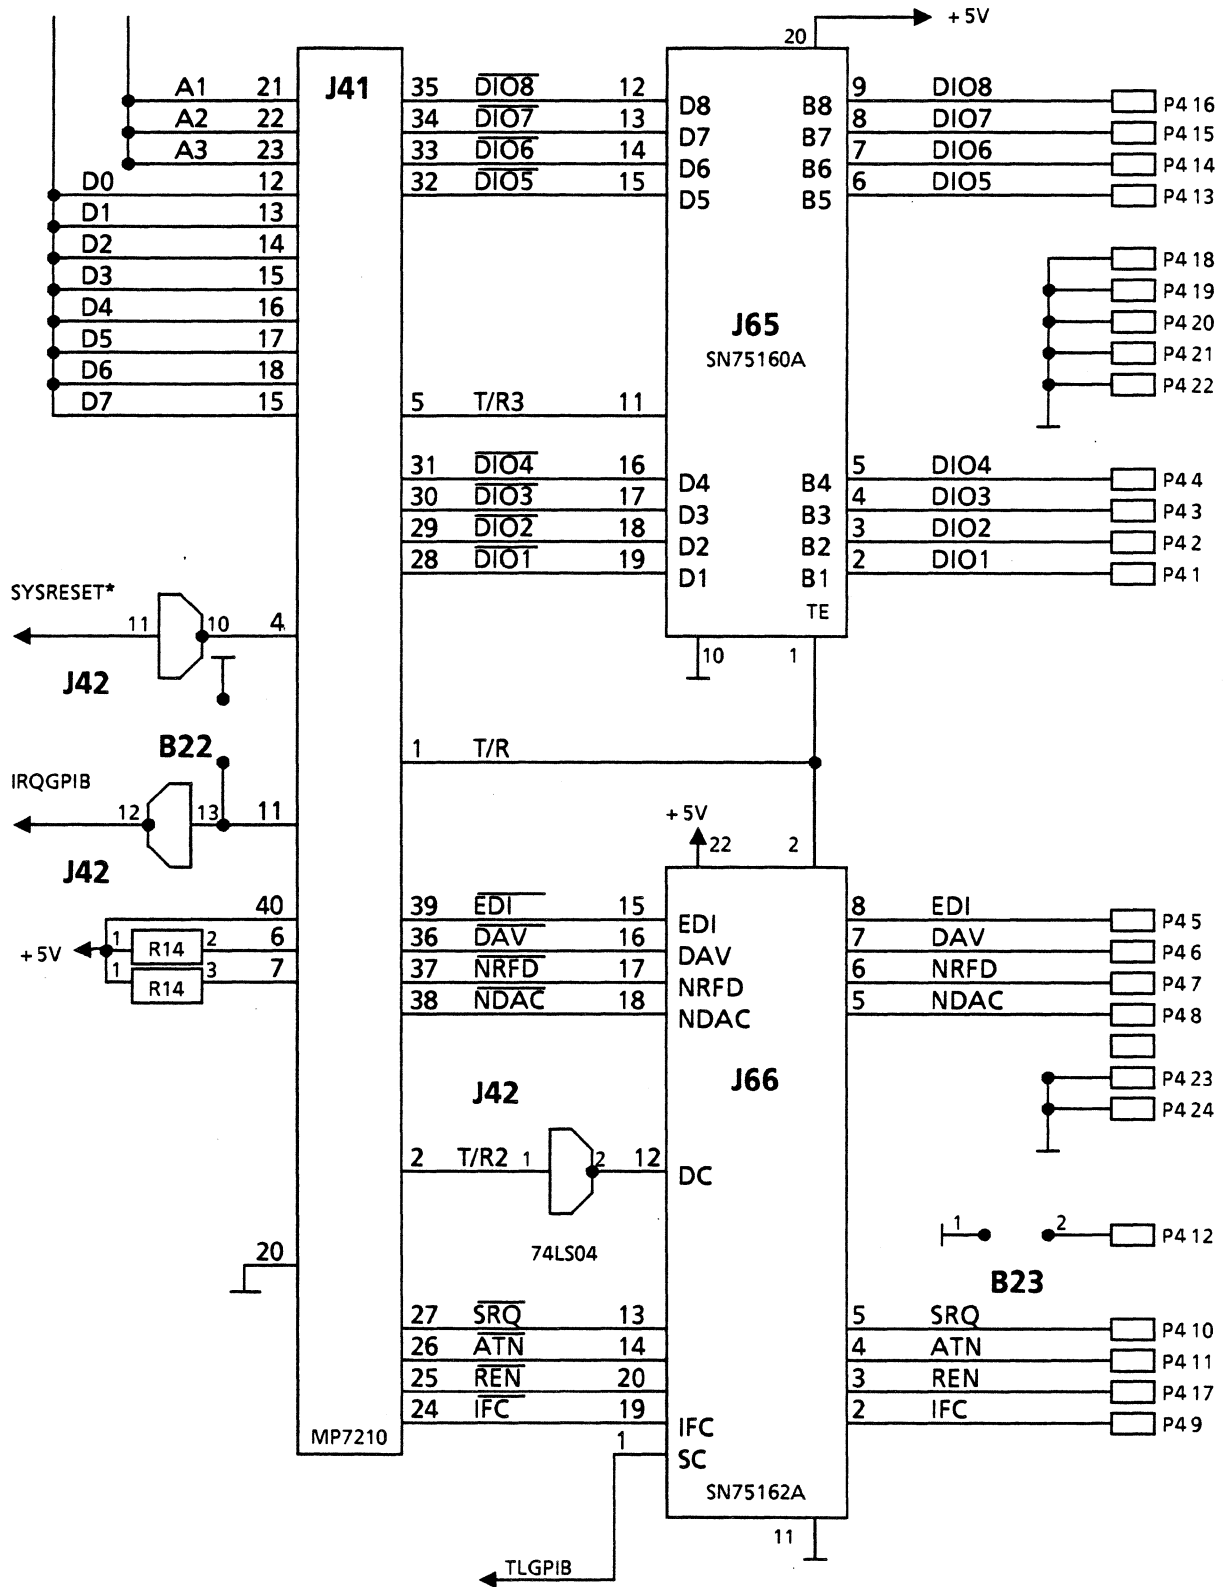 20 +5V
A1 21 J41 35 DIO8 12 D8 B8 9 DIO8 P4 16
A2 22 34 DIO7 13 D7 B7 8 DIO7 P4 15
A3 23 33 DIO6 14 D6 B6 7 DIO6 P4 14
D0 12 32 DIO5 15 D5 B5 6 DIO5 P4 13
D1 13
D2 14 P4 18
D3 15 P4 19
D4 16 J65 P4 20
D5 17 SN75160A P4 21
D6 18 P4 22
D7 15 5 T/R3 11
31 DIO4 16 D4 B4 5 DIO4 P4 4
30 DIO3 17 D3 B3 4 DIO3 P4 3
29 DIO2 18 D2 B2 3 DIO2 P4 2
28 DIO1 19 D1 B1 2 DIO1 P4 1
SYSRESET* TE
11 10 4
J42 10 1
B22 1 T/R
IRQGPIB
12 13 11 +5V
J42 22 2
40 39 EDI 15 EDI 8 EDI P4 5
+5V 1 R14 2 6 36 DAV 16 DAV 7 DAV P4 6
1 R14 3 7 37 NRFD 17 NRFD 6 NRFD P4 7
38 NDAC 18 NDAC 5 NDAC P4 8
J42 J66 P4 23
P4 24
2 T/R2 1 2 12 DC
1 2 P4 12
74LS04
20 B23
27 SRQ 13 5 SRQ P4 10
26 ATN 14 4 ATN P4 11
25 REN 20 3 REN P4 17
24 IFC 19 IFC 2 IFC P4 9
MP7210 1 SC
SN75162A
11
TLGPIB